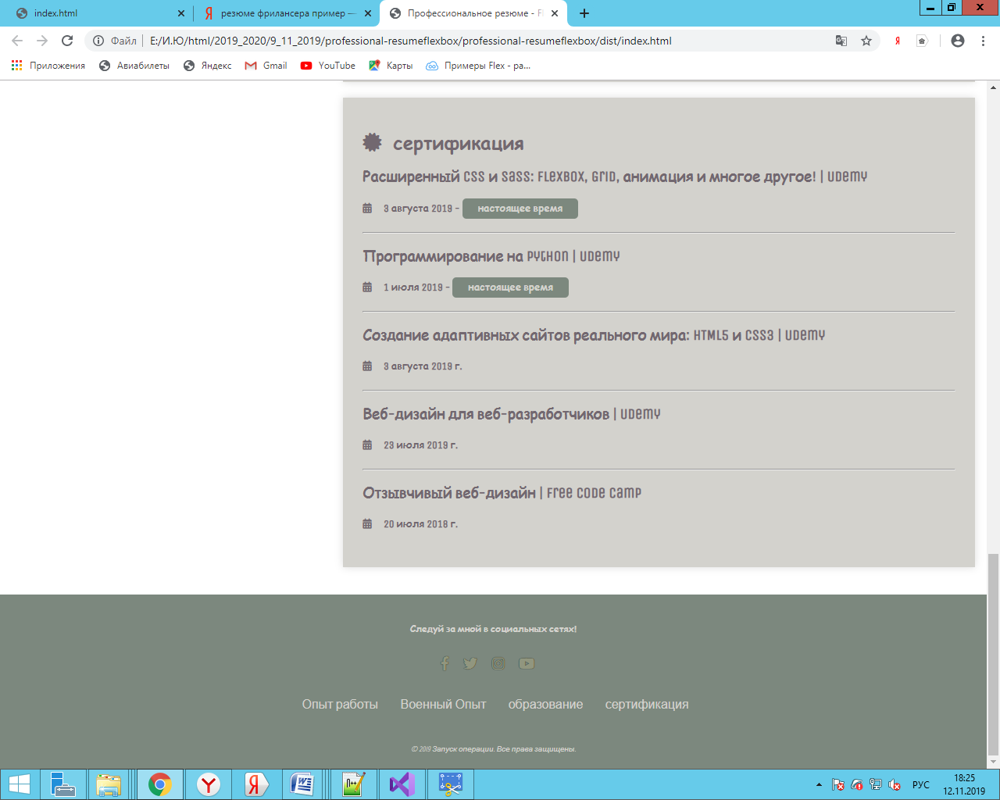 index.html
резюме фрилансера пример —
Профессиональное резюме - Fl
Файл
E:/И.Ю/html/2019_2020/9_11_2019/professional-resumeflexbox/professional-resumeflexbox/dist/index.html
Приложения
Авиабилеты
Яндекс
Gmail
YouTube
Карты
Примеры Flex - ра...
сертификация
Расширенный CSS и Sass: Flexbox, Grid, анимация и многое другое! | Udemy
3 августа 2019 - настоящее время
Программирование на Python | Udemy
1 июля 2019 - настоящее время
Создание адаптивных сайтов реального мира: HTML5 и CSS3 | Udemy
3 августа 2019 г.
Веб-дизайн для веб-разработчиков | Udemy
23 июля 2019 г.
Отзывчивый веб-дизайн | Free Code Camp
20 июля 2018 г.
Следуй за мной в социальных сетях!
Опыт работы Военный Опыт образование сертификация
© 2019 Запуск операции. Все права защищены.
РУС
18:25
12.11.2019